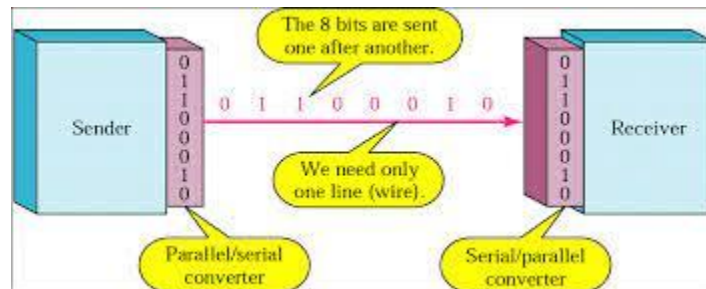 The 8 bits are sent
one after another.
Sender
0
1
1
0
0
0
1
0
0 1 1 0 0 0 1 0
We need only
one line (wire).
0
1
1
0
0
0
1
0
Receiver
Parallel/serial
converter
Serial/parallel
converter